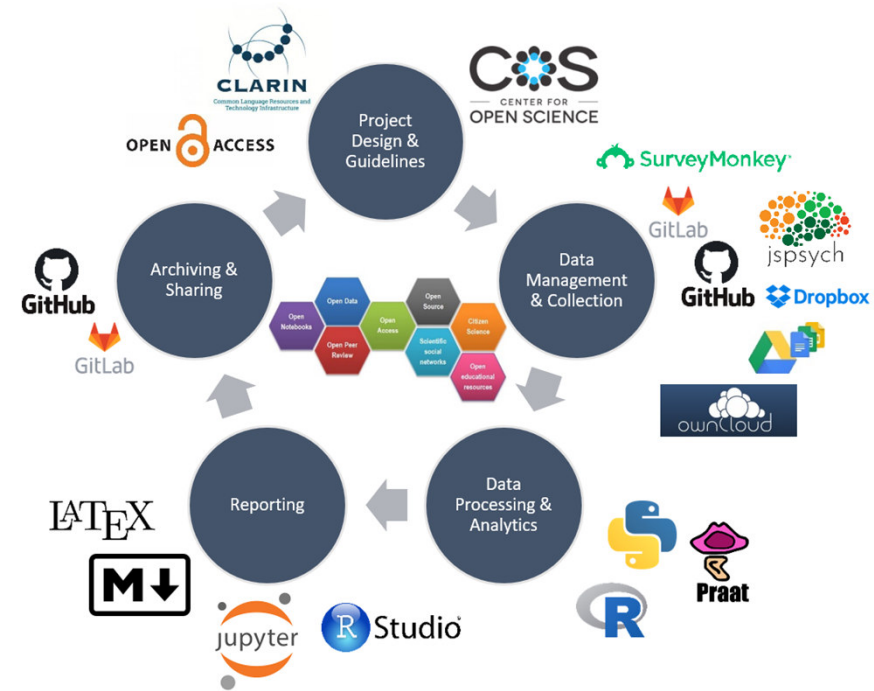 CLARIN
Common Language Resources and
Technology Infrastructure
OPEN ACCESS
Project
Design &
Guidelines
COS
CENTER FOR
OPEN SCIENCE
SurveyMonkey
GitLab
jspsych
GitHub
Dropbox
ownCloud
Data
Management
& Collection
Archiving &
Sharing
GitHub
GitLab
Open
Notebooks
Open Data
Open Peer
Review
Open
Access
Open
Source
Scientific
social
networks
Citizen
Science
Open
educational
resources
Data
Processing &
Analytics
Reporting
LATEX
M
jupyter
R Studio
R
Praat